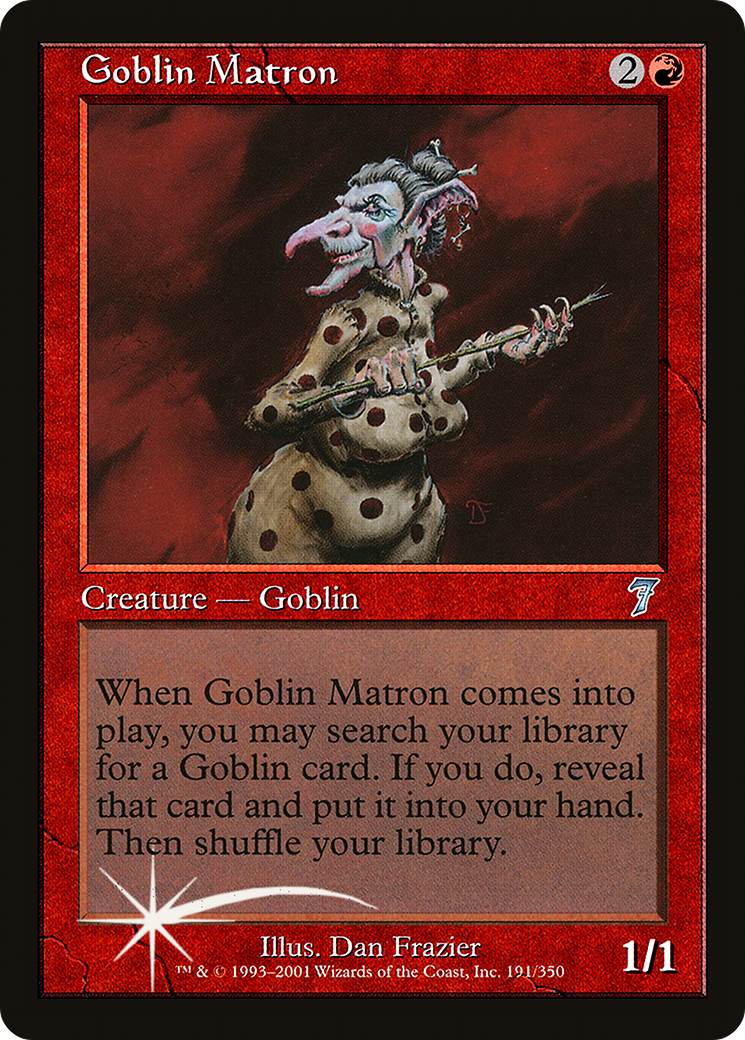 Goblin Matron 2
DF
Creature — Goblin 7
When Goblin Matron comes into
play, you may search your library
for a Goblin card. If you do, reveal
that card and put it into your hand.
Then shuffle your library.
Illus. Dan Frazier
™ & © 1993–2001 Wizards of the Coast, Inc. 191/350
1/1